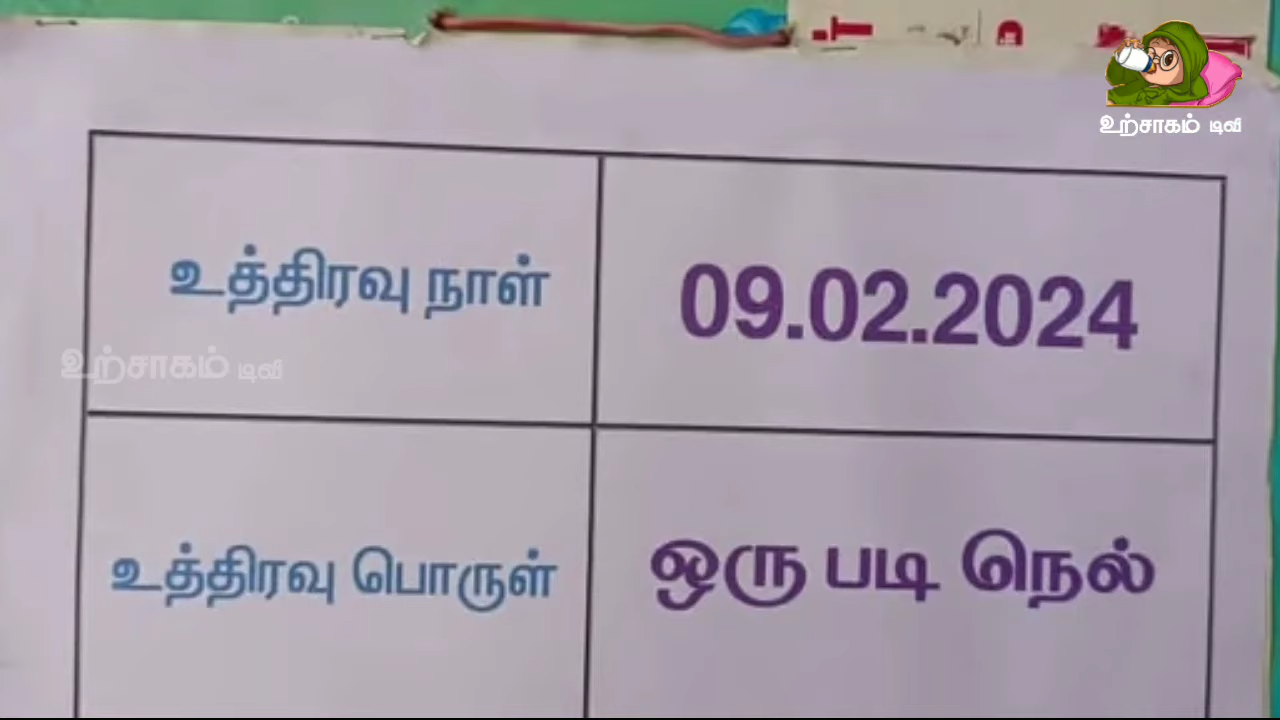 உற்சாகம் டிவி
உத்திரவு நாள்
09.02.2024
உற்சாகம் டிவி
உத்திரவு பொருள்
ஒரு படி நெல்